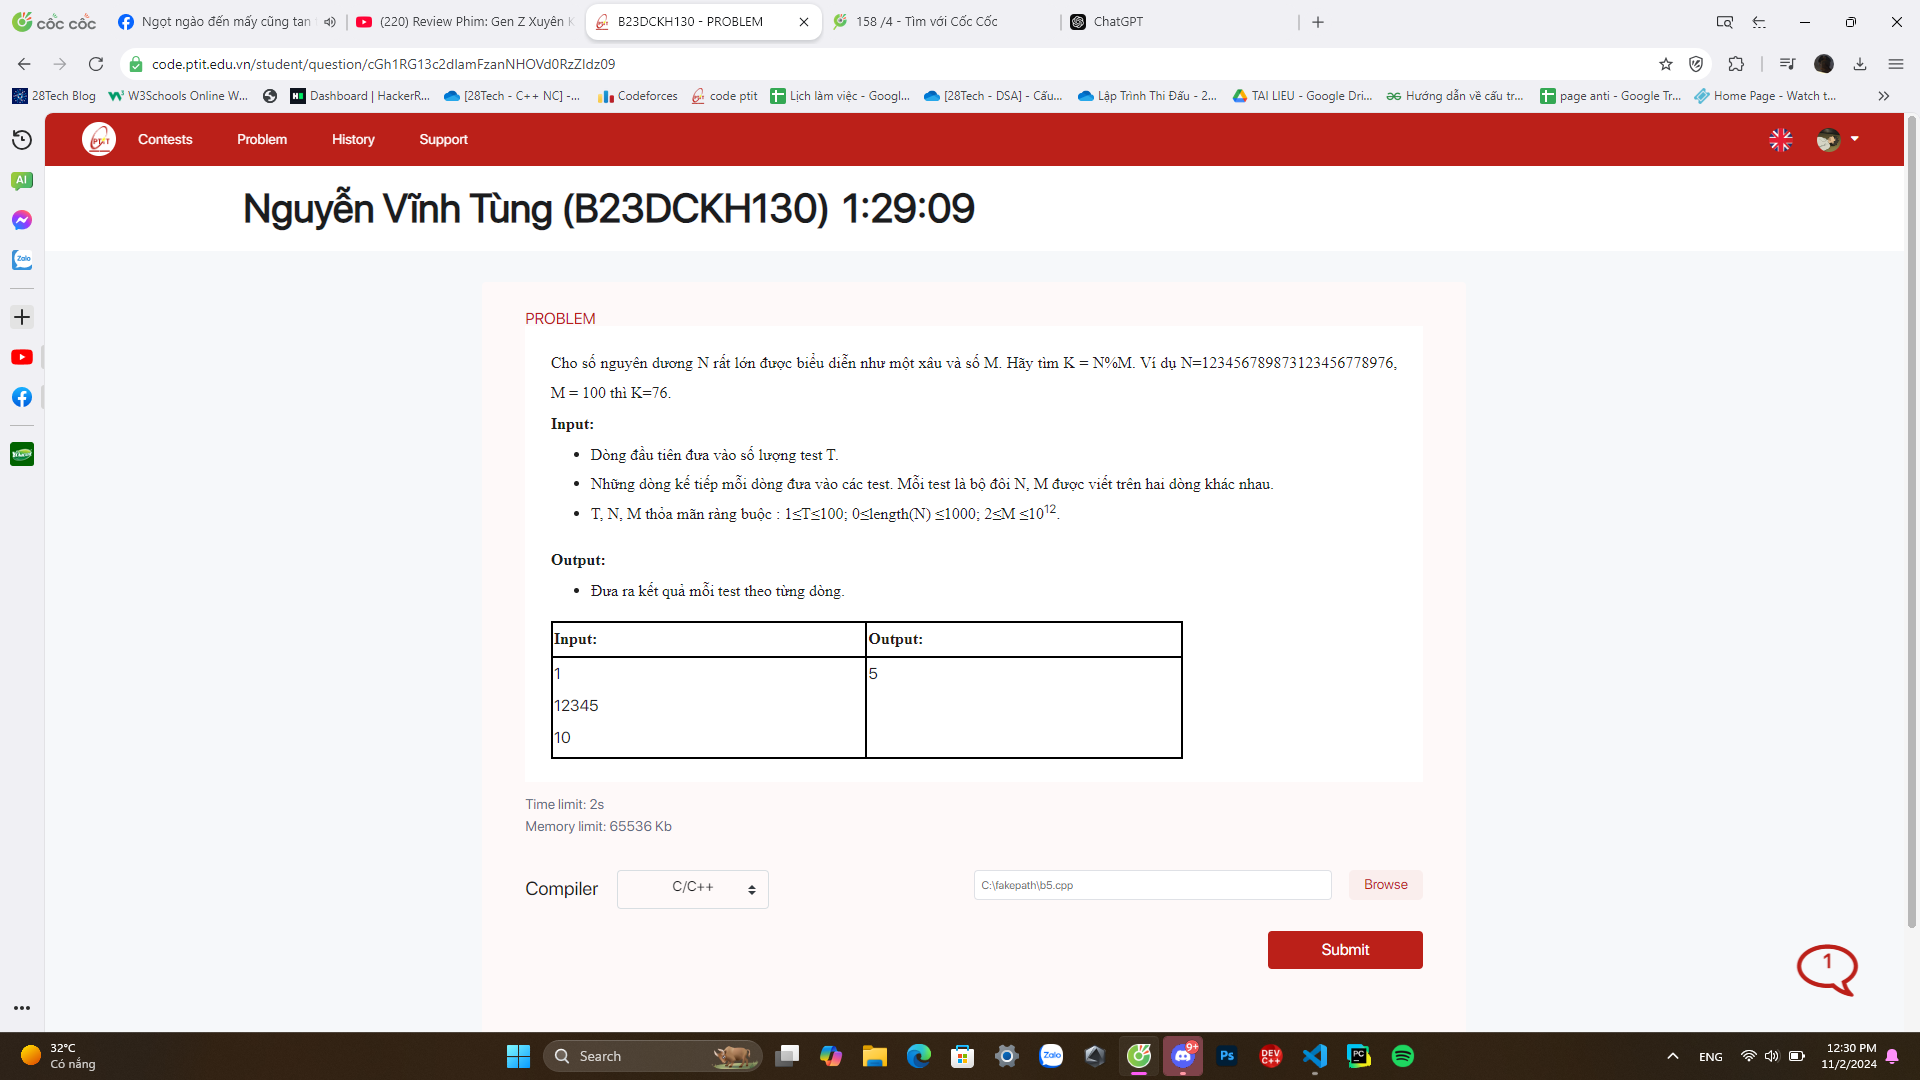 cốc cốc
Ngọt ngào đến mấy cũng tan
(220) Review Phim: Gen Z Xuyên K
B23DCKH130 - PROBLEM
158 /4 - Tìm với Cốc Cốc
ChatGPT
code.ptit.edu.vn/student/question/cGh1RG13c2dIamFzanNHOVd0RzZIdz09
28Tech Blog
W3Schools Online W...
Dashboard | HackerR...
[28Tech - C++ NC] -...
Codeforces
code ptit
Lịch làm việc - Googl...
[28Tech - DSA] - Cấu...
Lập Trình Thi Đấu - 2...
TAI LIEU - Google Dri...
Hướng dẫn về cấu tr...
page anti - Google Tr...
Home Page - Watch t...
Contests
Problem
History
Support
AI
Zalo
Nguyễn Vĩnh Tùng (B23DCKH130) 1:29:09
PROBLEM
Cho số nguyên dương N rất lớn được biểu diễn như một xâu và số M. Hãy tìm K = N%M. Ví dụ N=123456789873123456778976,
M = 100 thì K=76.
Input:
• Dòng đầu tiên đưa vào số lượng test T.
• Những dòng kế tiếp mỗi dòng đưa vào các test. Mỗi test là bộ đôi N, M được viết trên hai dòng khác nhau.
• T, N, M thỏa mãn ràng buộc : 1≤T≤100; 0≤length(N) ≤1000; 2≤M ≤10¹².
Output:
• Đưa ra kết quả mỗi test theo từng dòng.
Input: Output:
1 5
12345
10
Time limit: 2s
Memory limit: 65536 Kb
Compiler
C/C++
C:\fakepath\b5.cpp
Browse
Submit
1
32°C
Có nắng
Search
Zalo
9+
Ps
DEV C++
PC
ENG
12:30 PM
11/2/2024